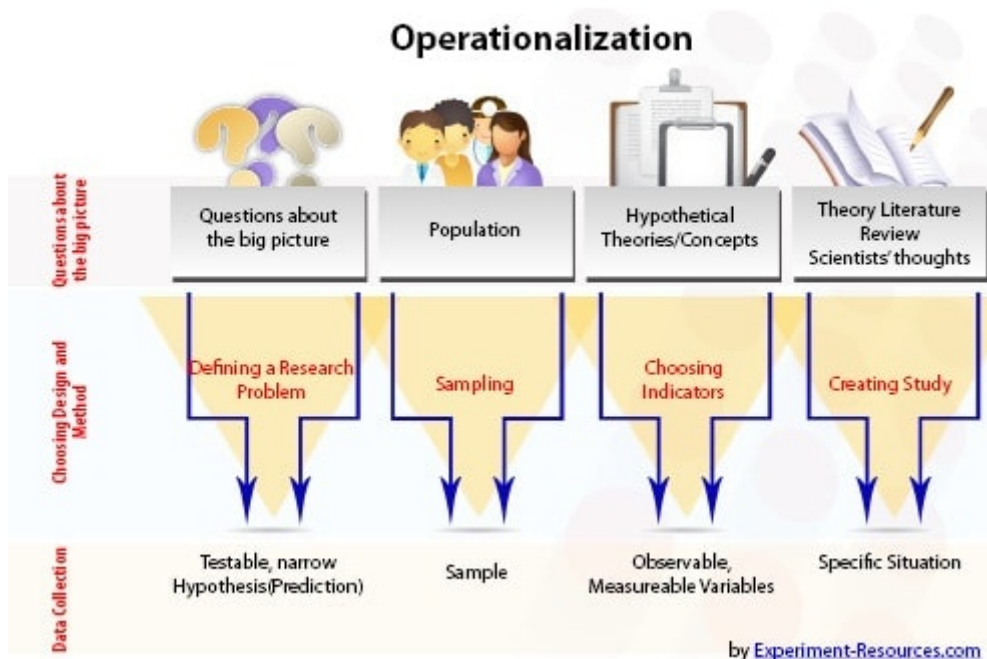 Operationalization
Questions about
the big picture
Questions about
the big picture
Population
Hypothetical
Theories/Concepts
Theory Literature
Review
Scientists' thoughts
Choosing Design and
Method
Defining a Research
Problem
Sampling
Choosing
Indicators
Creating Study
Data Collection
Testable, narrow
Hypothesis(Prediction)
Sample
Observable,
Measureable Variables
Specific Situation
by Experiment-Resources.com